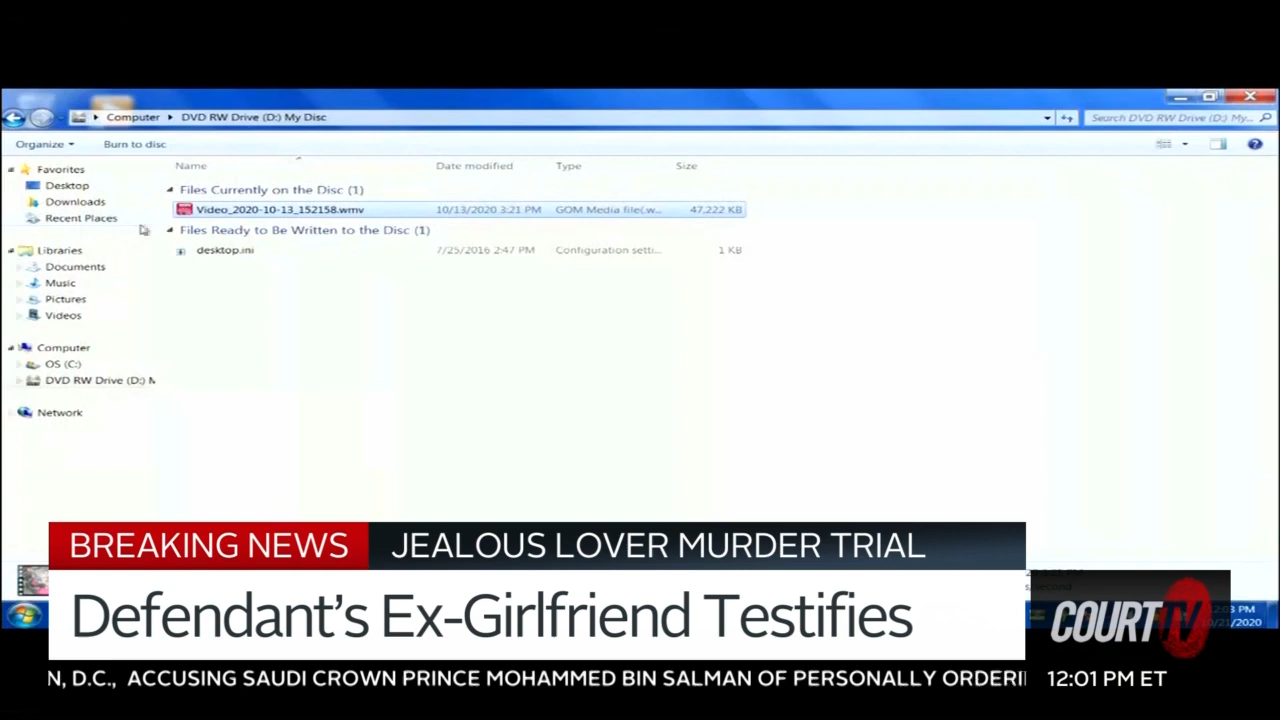 Computer ▸ DVD RW Drive (D:) My Disc
Search DVD RW Drive (D:) My...
Organize
Burn to disc
Name
Date modified
Type
Size
Favorites
Desktop
Downloads
Recent Places
Libraries
Documents
Music
Pictures
Videos
Computer
OS (C:)
DVD RW Drive (D:) M
Network
Files Currently on the Disc (1)
Video_2020-10-13_152158.wmv 10/13/2020 3:21 PM GOM Media file(.w... 47,222 KB
Files Ready to Be Written to the Disc (1)
desktop.ini 7/25/2016 2:47 PM Configuration setti... 1 KB
BREAKING NEWS
JEALOUS LOVER MURDER TRIAL
Defendant's Ex-Girlfriend Testifies
COURT TV
:03 PM
/21/2020
N, D.C., ACCUSING SAUDI CROWN PRINCE MOHAMMED BIN SALMAN OF PERSONALLY ORDERI
12:01 PM ET